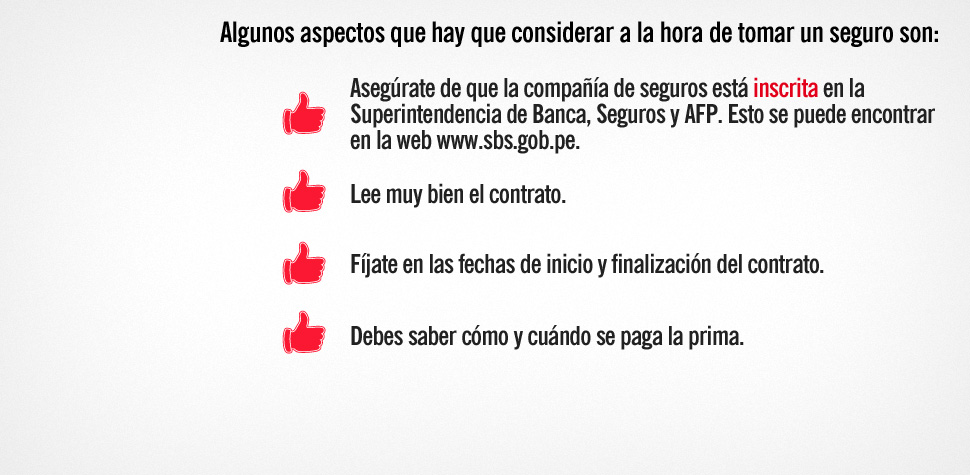 Algunos aspectos que hay que considerar a la hora de tomar un seguro son:
Asegúrate de que la compañía de seguros está inscrita en la
Superintendencia de Banca, Seguros y AFP. Esto se puede encontrar
en la web www.sbs.gob.pe.
Lee muy bien el contrato.
Fíjate en las fechas de inicio y finalización del contrato.
Debes saber cómo y cuándo se paga la prima.